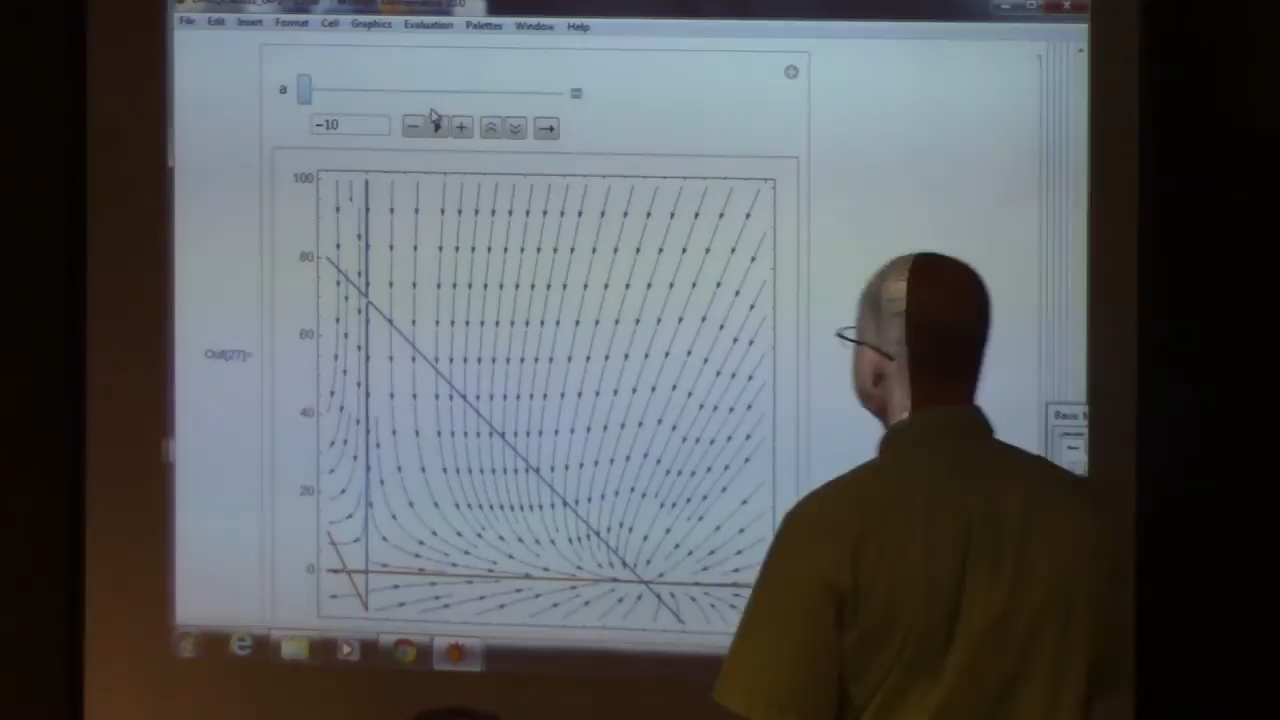 File Edit Insert Format Cell Graphics Evaluation Palettes Window Help
a
-10
100
80
60
Out[27]=
40
Basic
20
0